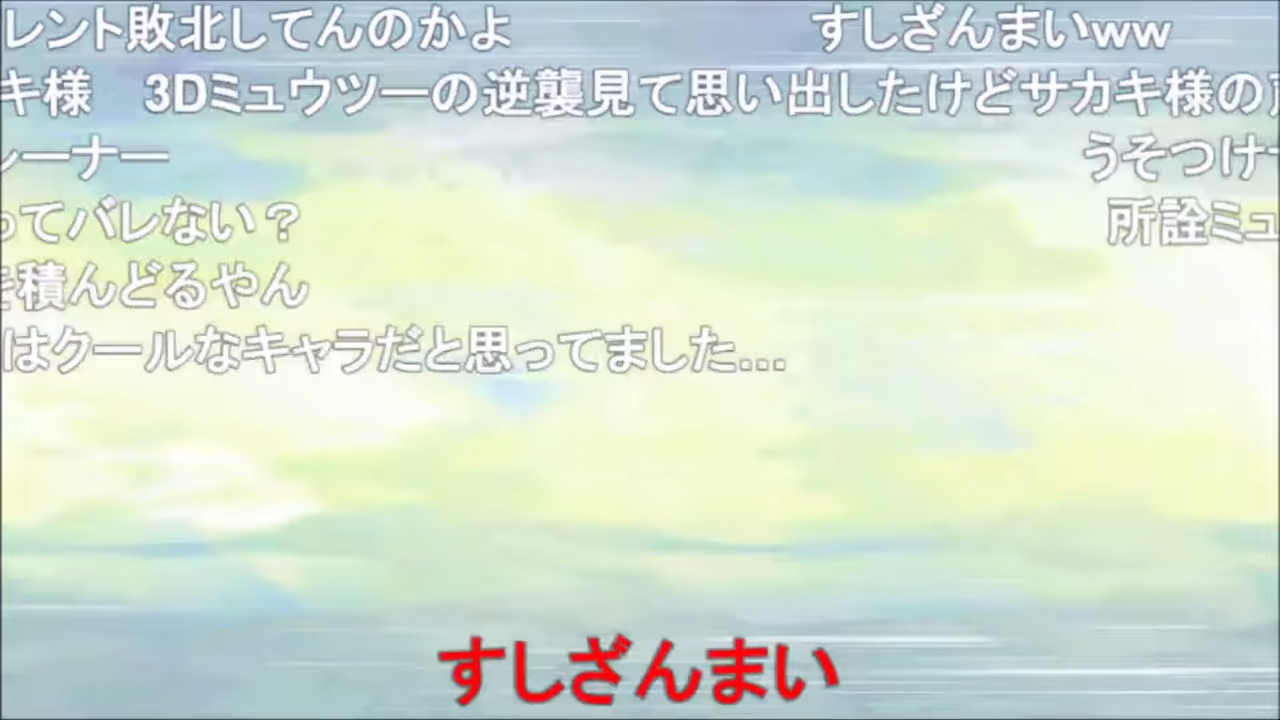 レント敗北してんのかよ
すしざんまいww
キ様　3Dミュウツーの逆襲見て思い出したけどサカキ様の
レーナー
うそつけ
ってバレない？
所詮ミュ
積んどるやん
はクールなキャラだと思ってました…
すしざんまい